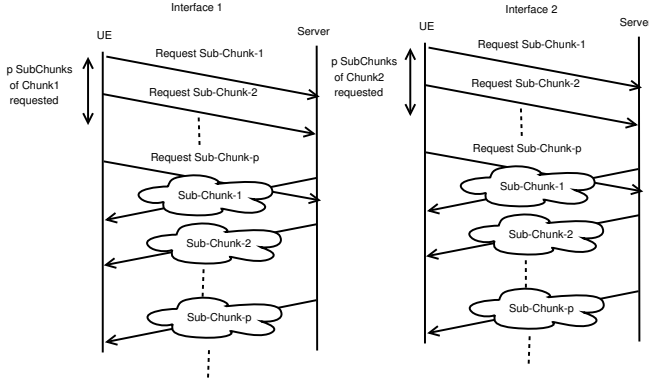 Interface 1
UE
Server
Request Sub-Chunk-1
p SubChunks
of Chunk1
requested
Request Sub-Chunk-2
Request Sub-Chunk-p
Sub-Chunk-1
Sub-Chunk-2
Sub-Chunk-p
Interface 2
UE
Serve
Request Sub-Chunk-1
p SubChunks
of Chunk2
requested
Request Sub-Chunk-2
Request Sub-Chunk-p
Sub-Chunk-1
Sub-Chunk-2
Sub-Chunk-p